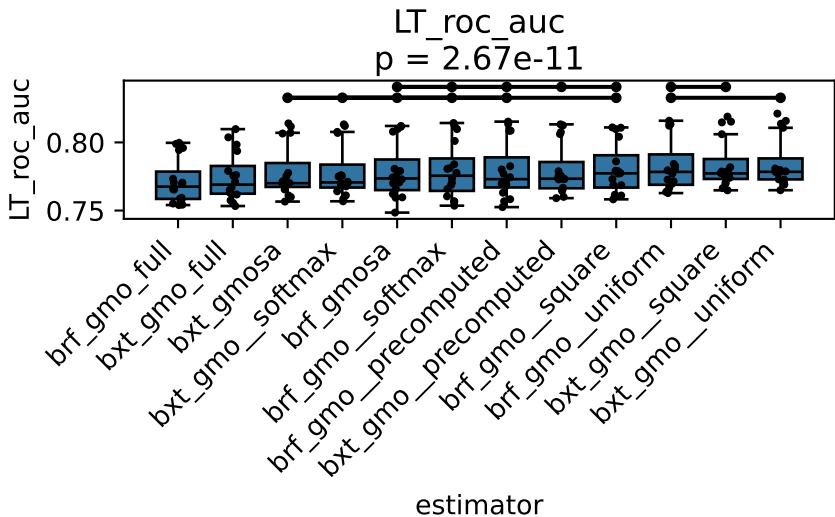 LT_roc_auc
p = 2.67e-11
LT_roc_auc
0.80
0.75
brf_gmo_full
bxt_gmo_full
bxt_gmosa
bxt_gmo__softmax
brf_gmosa
brf_gmo__softmax
brf_gmo__precomputed
bxt_gmo__precomputed
brf_gmo__square
brf_gmo__uniform
bxt_gmo__square
bxt_gmo__uniform
estimator